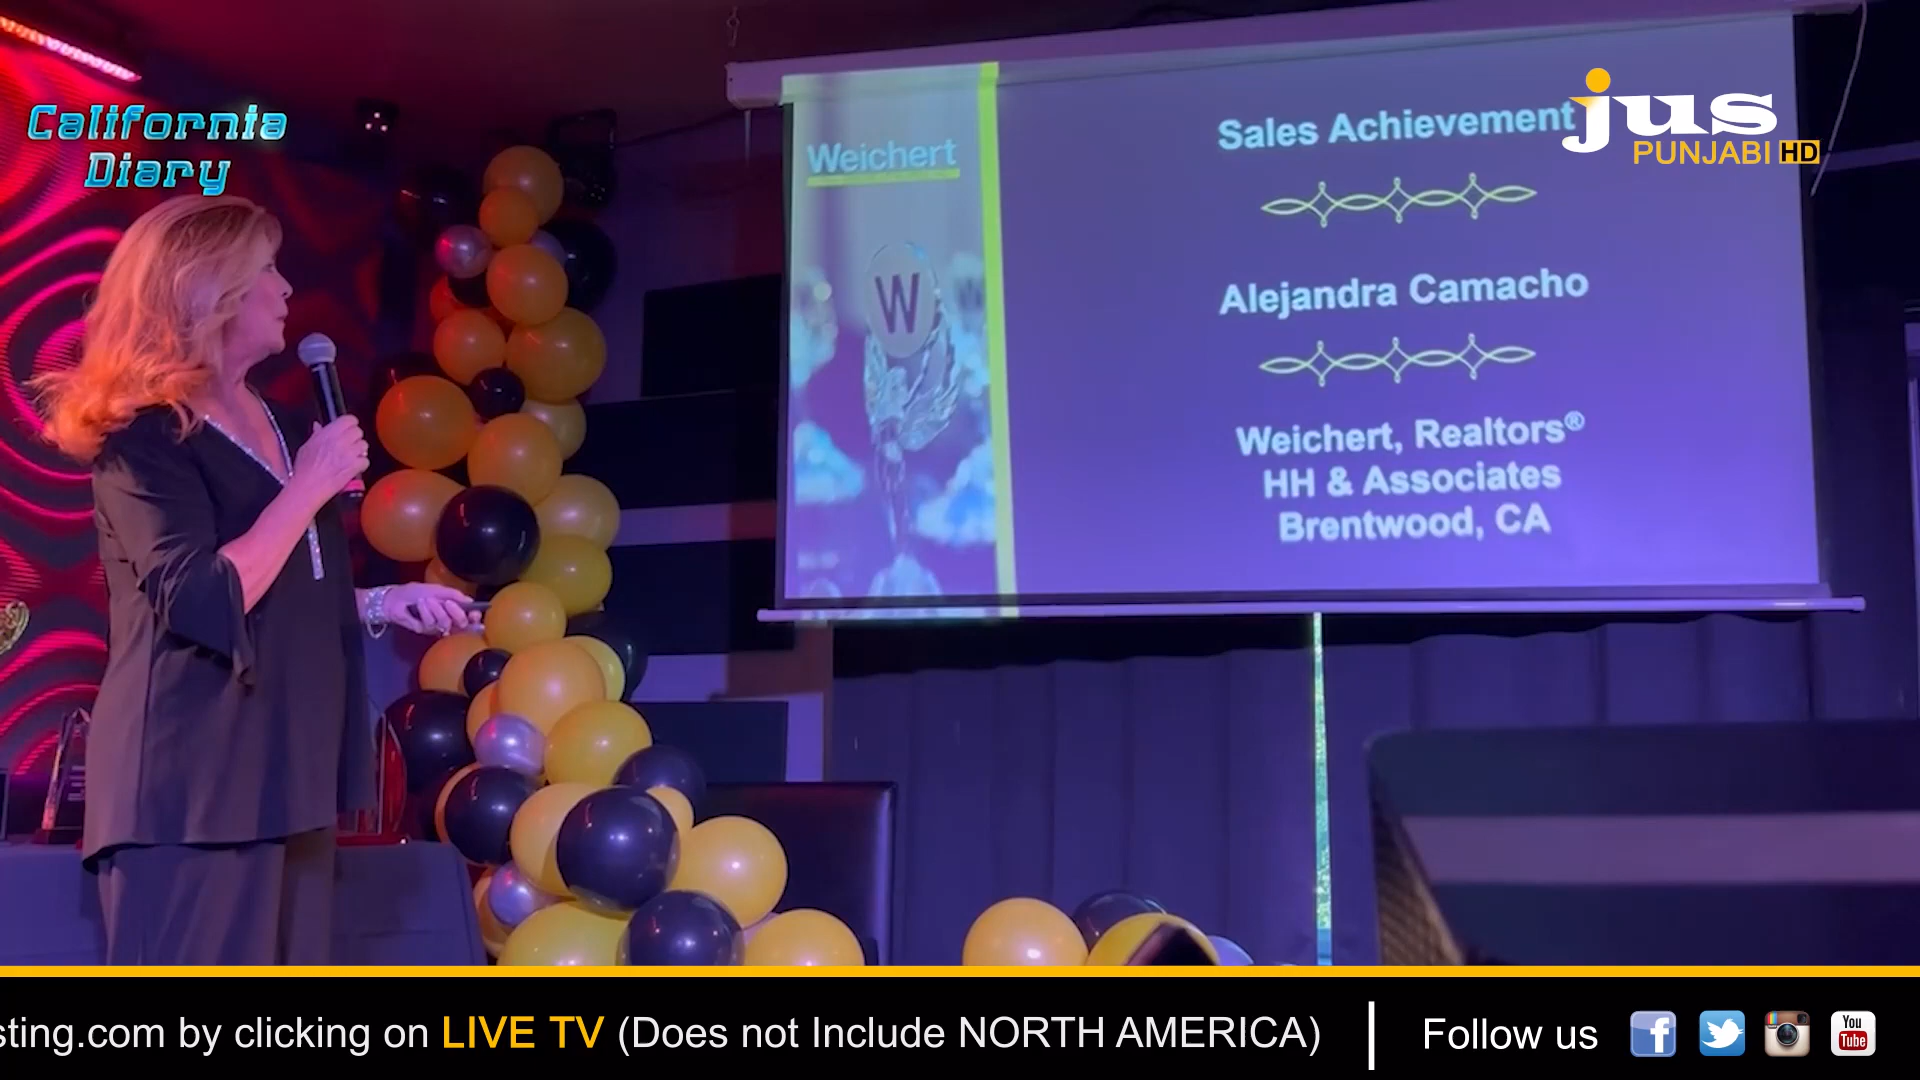 California
Diary
Weichert
W
Sales Achievement
jus
PUNJABI HD
Alejandra Camacho
Weichert, Realtors®
HH & Associates
Brentwood, CA
sting.com by clicking on LIVE TV (Does not Include NORTH AMERICA)
Follow us
f
You
Tube